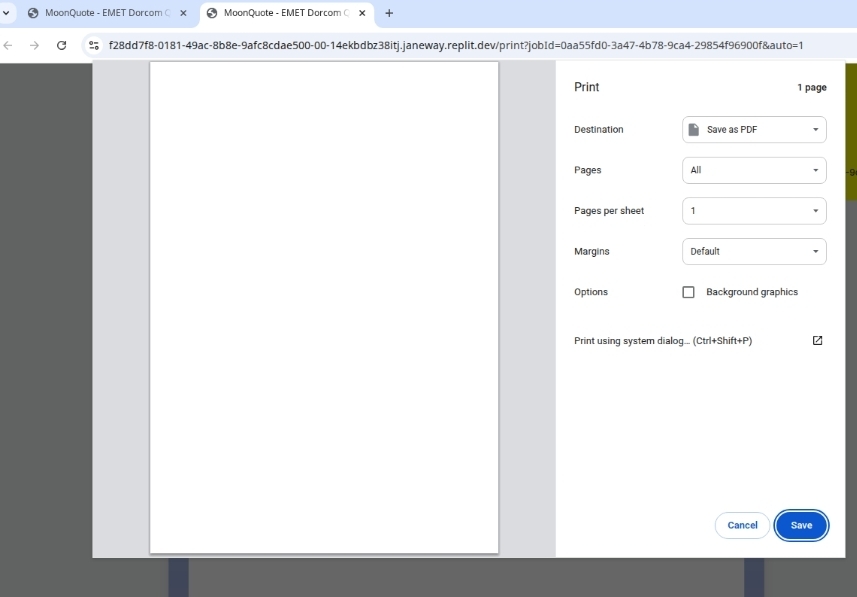 MoonQuote - EMET Dorcom
MoonQuote - EMET Dorcom
f28dd7f8-0181-49ac-8b8e-9afc8cdae500-00-14ekbdbz38itj.janeway.replit.dev/print?jobId=0aa55fd0-3a47-4b78-9ca4-29854f96900f&auto=1
Print 1 page
Destination Save as PDF
Pages All
Pages per sheet 1
Margins Default
Options Background graphics
Print using system dialog... (Ctrl+Shift+P)
Cancel Save